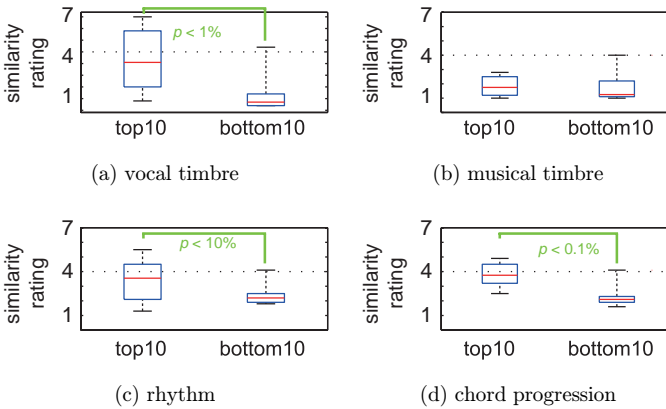 similarity
rating
7
4
1
p < 1%
top10
bottom10
(a) vocal timbre
similarity
rating
7
4
1
top10
bottom10
(b) musical timbre
similarity
rating
7
4
1
p < 10%
top10
bottom10
(c) rhythm
similarity
rating
7
4
1
p < 0.1%
top10
bottom10
(d) chord progression